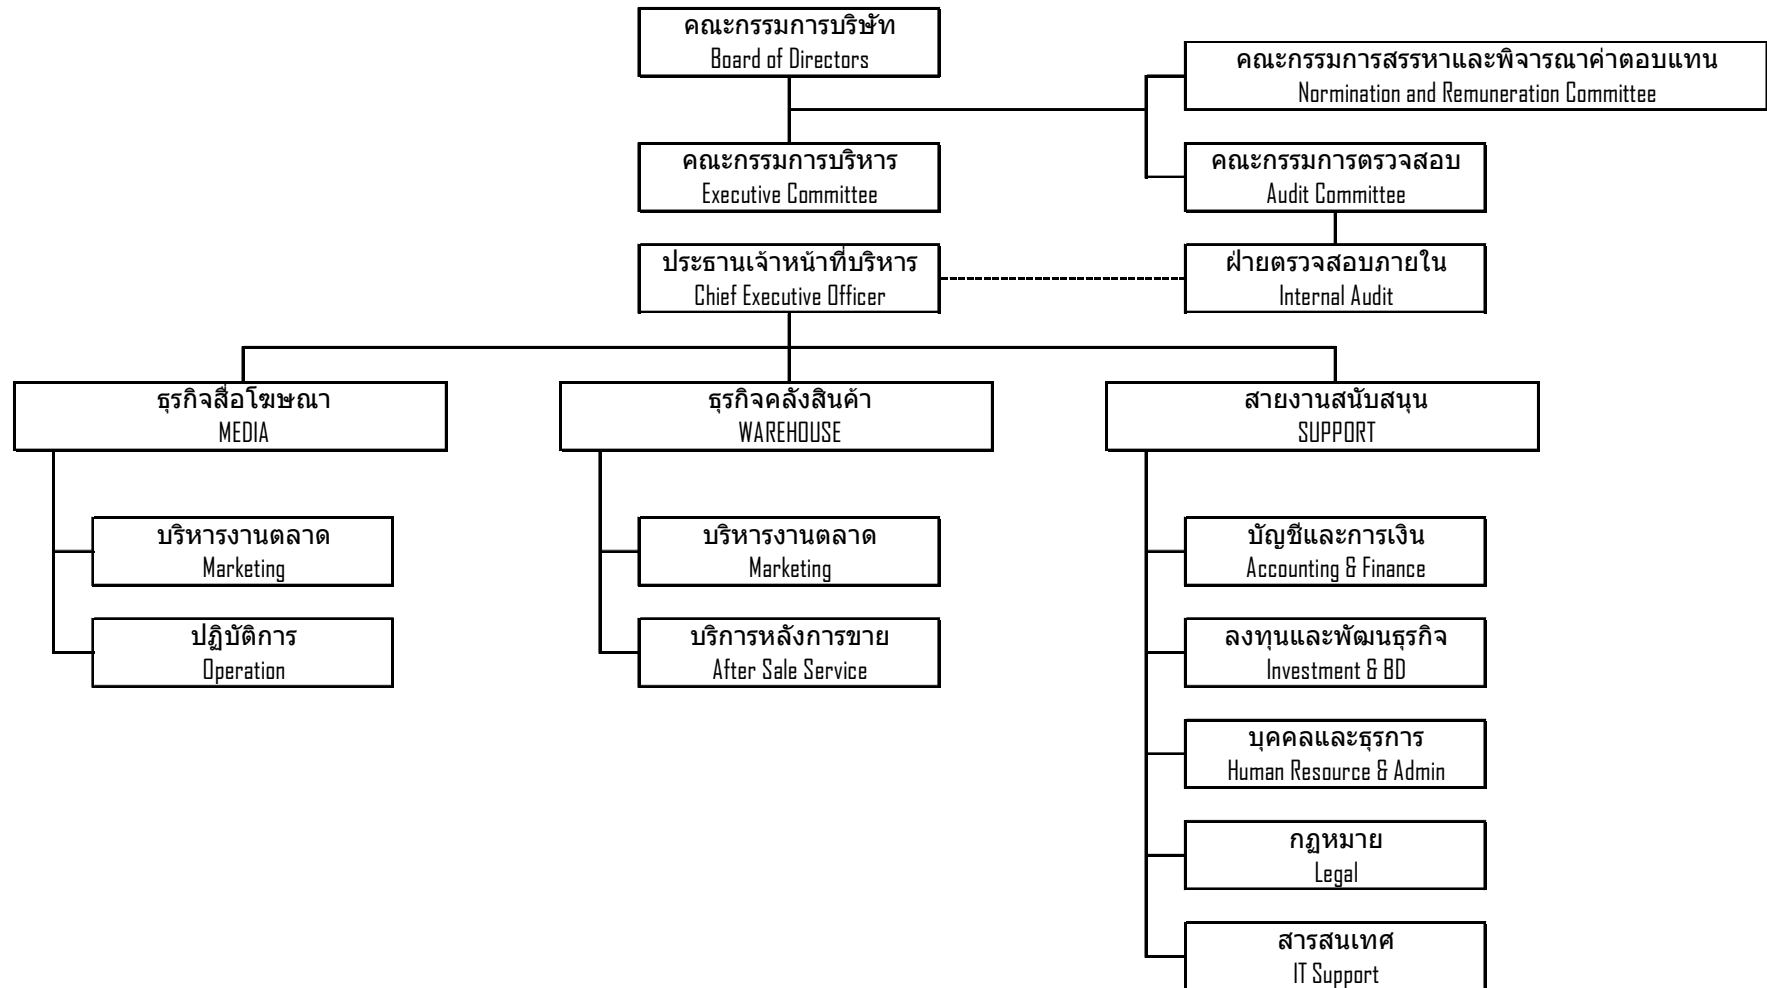 คณะกรรมการบริษัท
Board of Directors
คณะกรรมการสรรหาและพิจารณาค่าตอบแทน
Normination and Remuneration Committee
คณะกรรมการบริหาร
Executive Committee
คณะกรรมการตรวจสอบ
Audit Committee
ประธานเจ้าหน้าที่บริหาร
Chief Executive Officer
ฝ่ายตรวจสอบภายใน
Internal Audit
ธุรกิจสื่อโฆษณา
MEDIA
ธุรกิจคลังสินค้า
WAREHOUSE
สายงานสนับสนุน
SUPPORT
บริหารงานตลาด
Marketing
บริหารงานตลาด
Marketing
บัญชีและการเงิน
Accounting & Finance
ปฏิบัติการ
Operation
บริการหลังการขาย
After Sale Service
ลงทุนและพัฒนธุรกิจ
Investment & BD
บุคคลและธุรการ
Human Resource & Admin
กฏหมาย
Legal
สารสนเทศ
IT Support